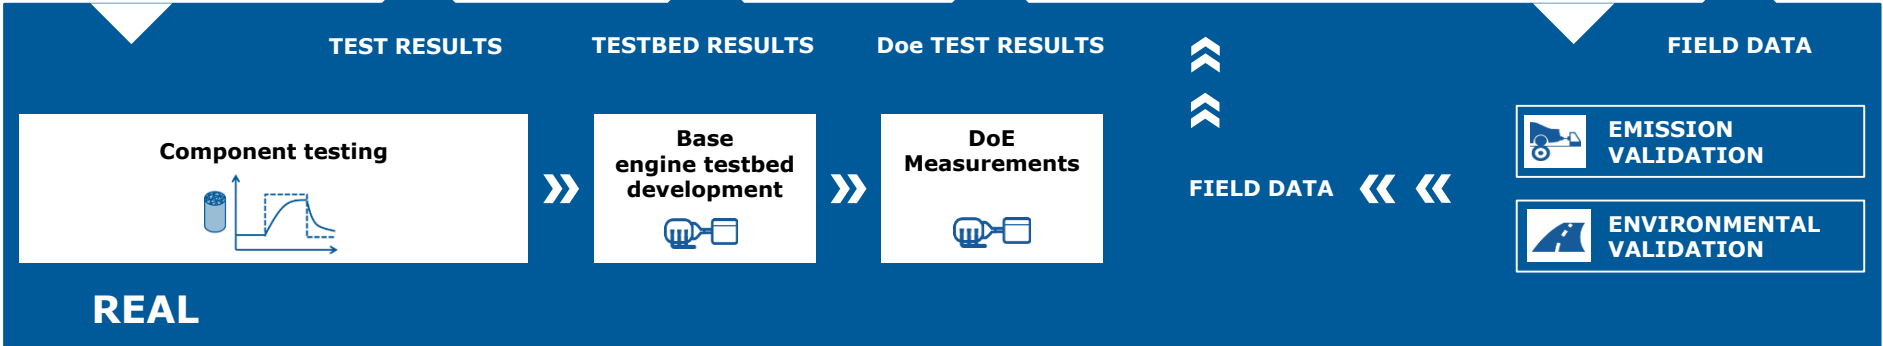 TEST RESULTS
TESTBED RESULTS
Doe TEST RESULTS
FIELD DATA
Component testing
Base
engine testbed
development
DoE
Measurements
FIELD DATA
EMISSION
VALIDATION
ENVIRONMENTAL
VALIDATION
REAL